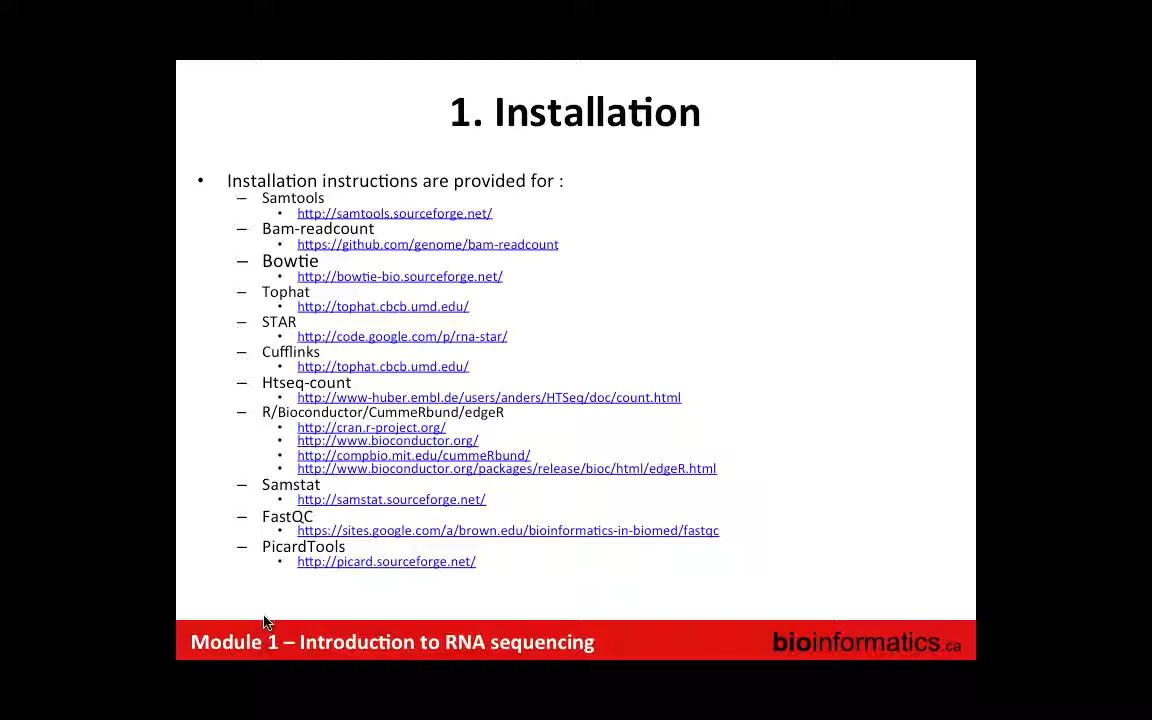 1. Installation
• Installation instructions are provided for :
– Samtools
• http://samtools.sourceforge.net/
– Bam-readcount
• https://github.com/genome/bam-readcount
– Bowtie
• http://bowtie-bio.sourceforge.net/
– Tophat
• http://tophat.cbcb.umd.edu/
– STAR
• http://code.google.com/p/rna-star/
– Cufflinks
• http://tophat.cbcb.umd.edu/
– Htseq-count
• http://www-huber.embl.de/users/anders/HTSeq/doc/count.html
– R/Bioconductor/CummeRbund/edgeR
• http://cran.r-project.org/
• http://www.bioconductor.org/
• http://compbio.mit.edu/cummeRbund/
• http://www.bioconductor.org/packages/release/bioc/html/edgeR.html
– Samstat
• http://samstat.sourceforge.net/
– FastQC
• https://sites.google.com/a/brown.edu/bioinformatics-in-biomed/fastqc
– PicardTools
• http://picard.sourceforge.net/
Module 1 – Introduction to RNA sequencing
bioinformatics.ca